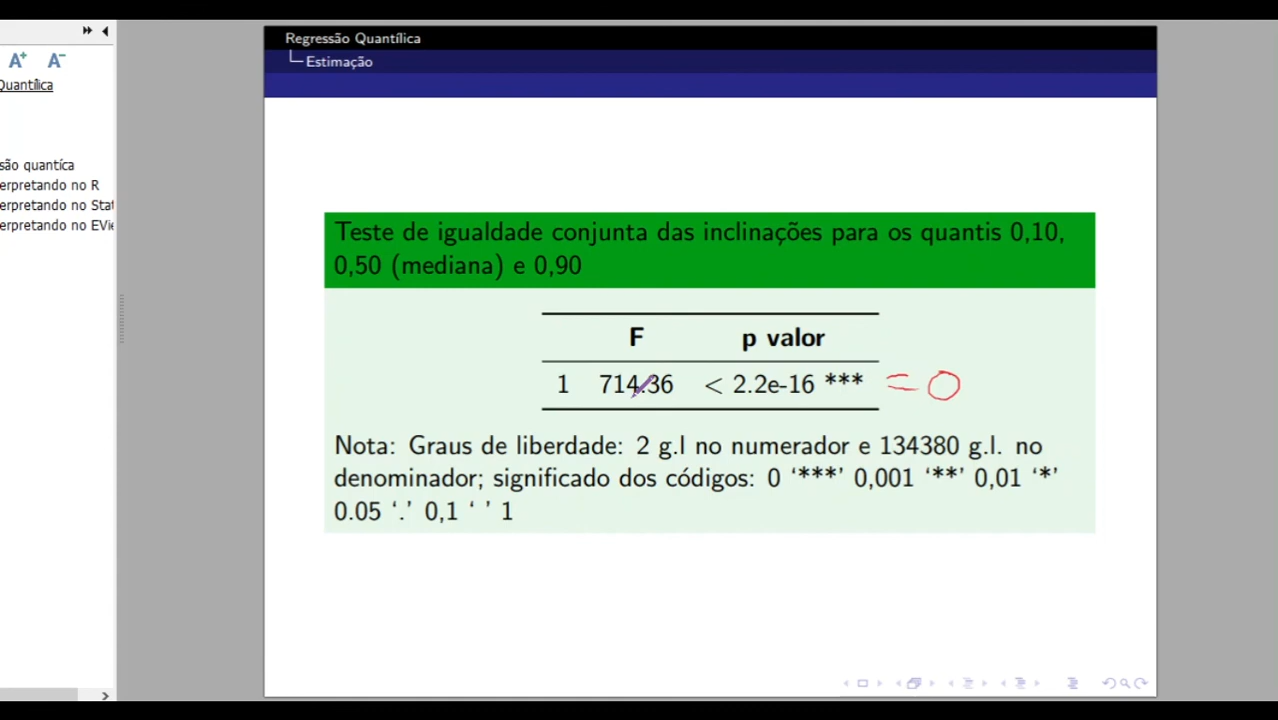 A+ A-
Quantílica
são quantíca
erpretando no R
erpretando no Stat
erpretando no EVie
Regressão Quantílica
Estimação
Teste de igualdade conjunta das inclinações para os quantis 0,10,
0,50 (mediana) e 0,90
F p valor
1 714.36 < 2.2e-16 *** = 0
Nota: Graus de liberdade: 2 g.l no numerador e 134380 g.l. no
denominador; significado dos códigos: 0 ‘***’ 0,001 ‘**’ 0,01 ‘*’
0.05 ‘.’ 0,1 ‘ ’ 1